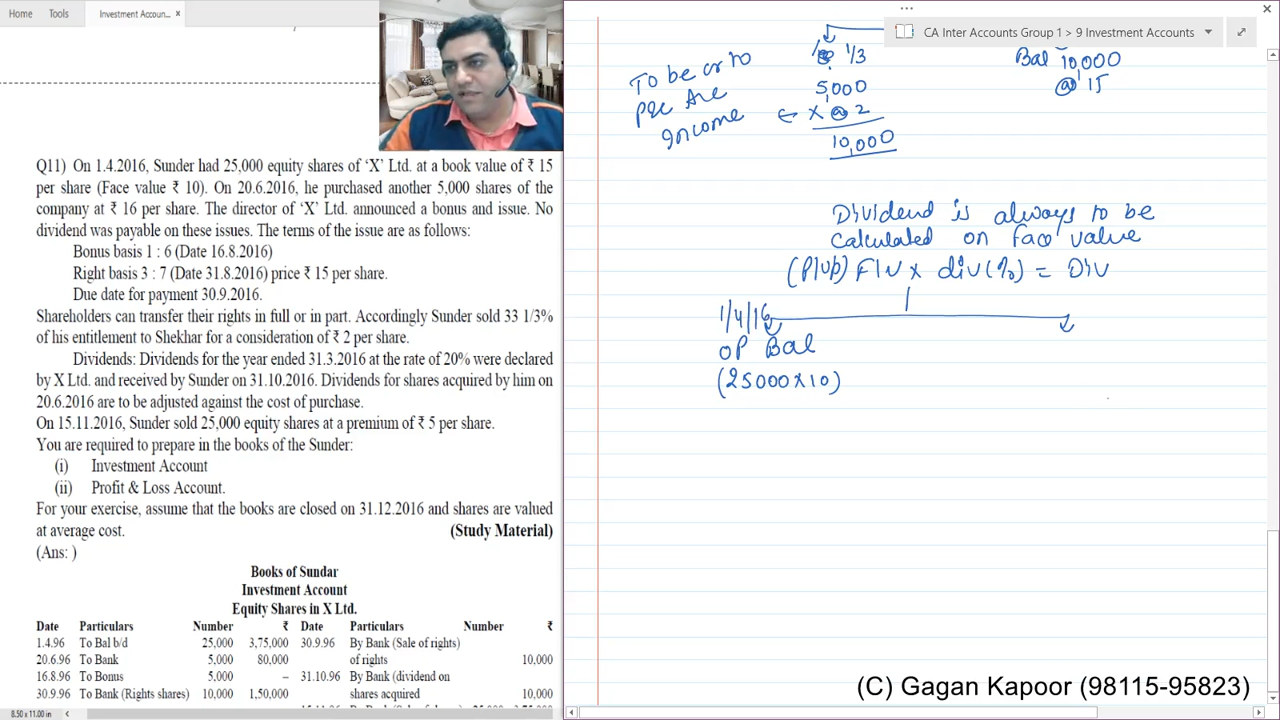 Home Tools Investment Accoun... ×
CA Inter Accounts Group 1 > 9 Investment Accounts
Q11) On 1.4.2016, Sunder had 25,000 equity shares of 'X' Ltd. at a book value of ₹ 15
per share (Face value ₹ 10). On 20.6.2016, he purchased another 5,000 shares of the
company at ₹ 16 per share. The director of 'X' Ltd. announced a bonus and issue. No
dividend was payable on these issues. The terms of the issue are as follows:
Bonus basis 1 : 6 (Date 16.8.2016)
Right basis 3 : 7 (Date 31.8.2016) price ₹ 15 per share.
Due date for payment 30.9.2016.
Shareholders can transfer their rights in full or in part. Accordingly Sunder sold 33 1/3%
of his entitlement to Shekhar for a consideration of ₹ 2 per share.
Dividends: Dividends for the year ended 31.3.2016 at the rate of 20% were declared
by X Ltd. and received by Sunder on 31.10.2016. Dividends for shares acquired by him on
20.6.2016 are to be adjusted against the cost of purchase.
On 15.11.2016, Sunder sold 25,000 equity shares at a premium of ₹ 5 per share.
You are required to prepare in the books of the Sunder:
(i) Investment Account
(ii) Profit & Loss Account.
For your exercise, assume that the books are closed on 31.12.2016 and shares are valued
at average cost. (Study Material)
(Ans: )
Books of Sundar
Investment Account
Equity Shares in X Ltd.
Date Particulars Number ₹ Date Particulars Number ₹
1.4.96 To Bal b/d 25,000 3,75,000 30.9.96 By Bank (Sale of rights)
20.6.96 To Bank 5,000 80,000 of rights 10,000
16.8.96 To Bonus 5,000 – 31.10.96 By Bank (dividend on
30.9.96 To Bank (Rights shares) 10,000 1,50,000 shares acquired 10,000
8.50 x 11.00 in
1/3
5,000
x @ 2
10,000
To be cr to
P&L A/c
Income
Bal 10,000
@ 15
Dividend is always to be
calculated on face value
(P/up) F/V x div (%) = Div
1/4/16
OP Bal
(25000 x 10)
(C) Gagan Kapoor (98115-95823)